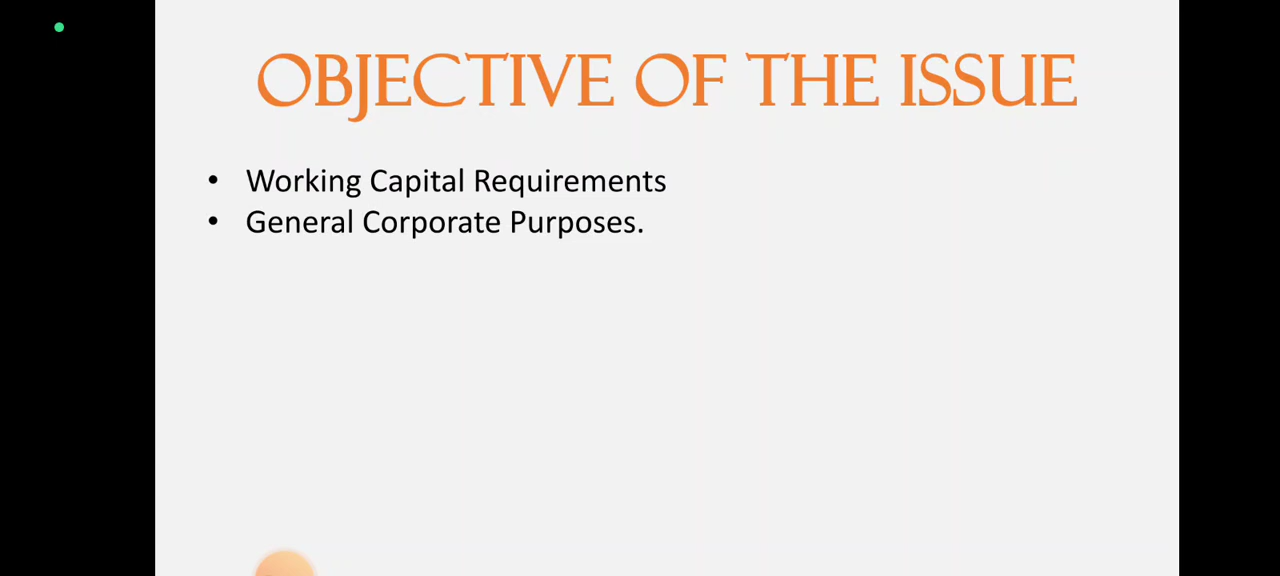 OBJECTIVE OF THE ISSUE
• Working Capital Requirements
• General Corporate Purposes.